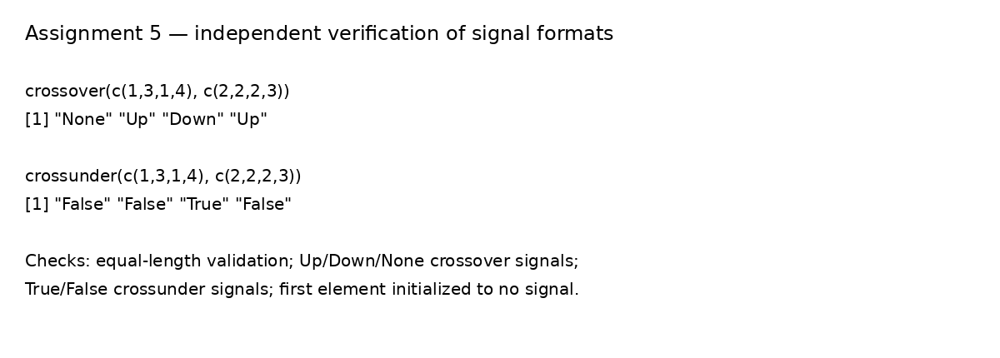 Assignment 5 — independent verification of signal formats
crossover(c(1,3,1,4), c(2,2,2,3))
[1] "None" "Up" "Down" "Up"
crossunder(c(1,3,1,4), c(2,2,2,3))
[1] "False" "False" "True" "False"
Checks: equal-length validation; Up/Down/None crossover signals;
True/False crossunder signals; first element initialized to no signal.